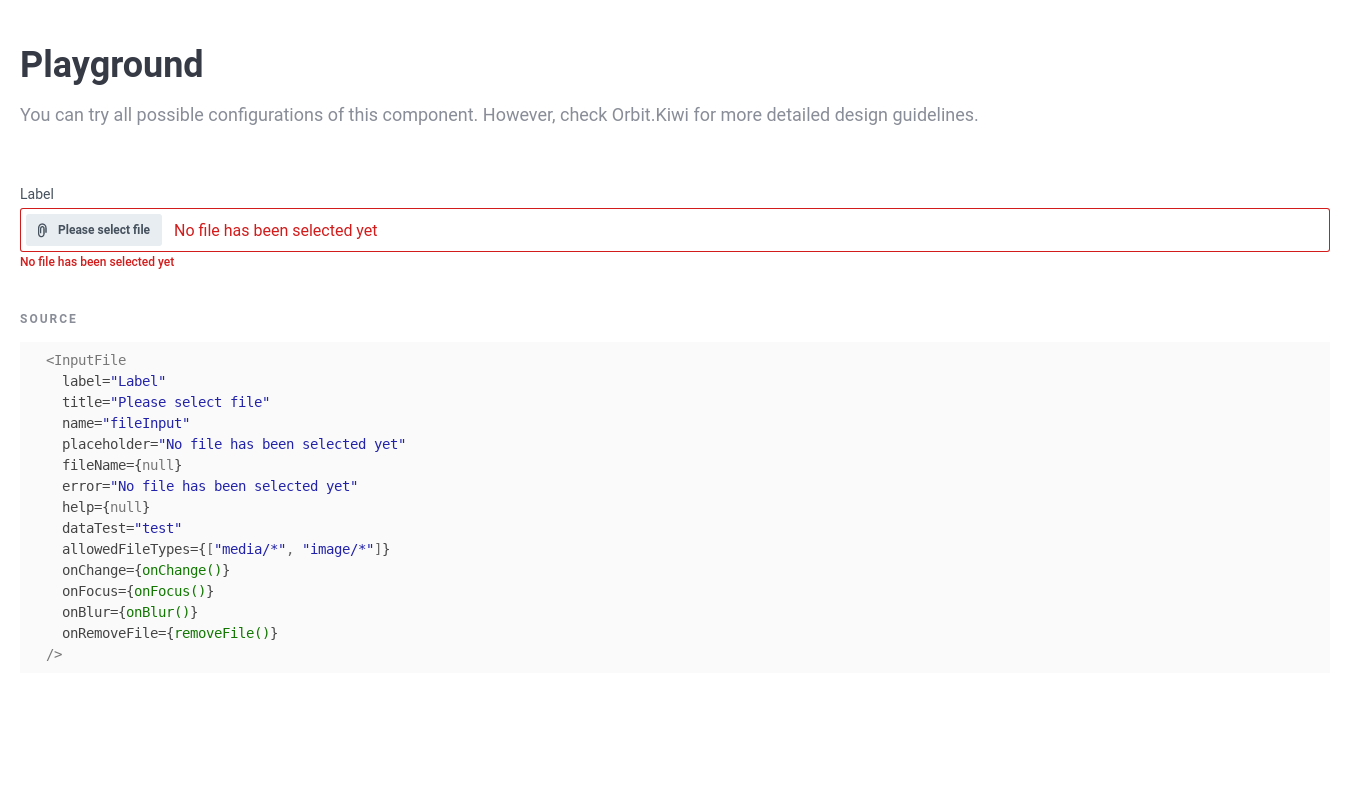 Playground
You can try all possible configurations of this component. However, check Orbit.Kiwi for more detailed design guidelines.
Label
Please select file
No file has been selected yet
No file has been selected yet
SOURCE
<InputFile
label="Label"
title="Please select file"
name="fileInput"
placeholder="No file has been selected yet"
fileName={null}
error="No file has been selected yet"
help={null}
dataTest="test"
allowedFileTypes={["media/*", "image/*"]}
onChange={onChange()}
onFocus={onFocus()}
onBlur={onBlur()}
onRemoveFile={removeFile()}
/>